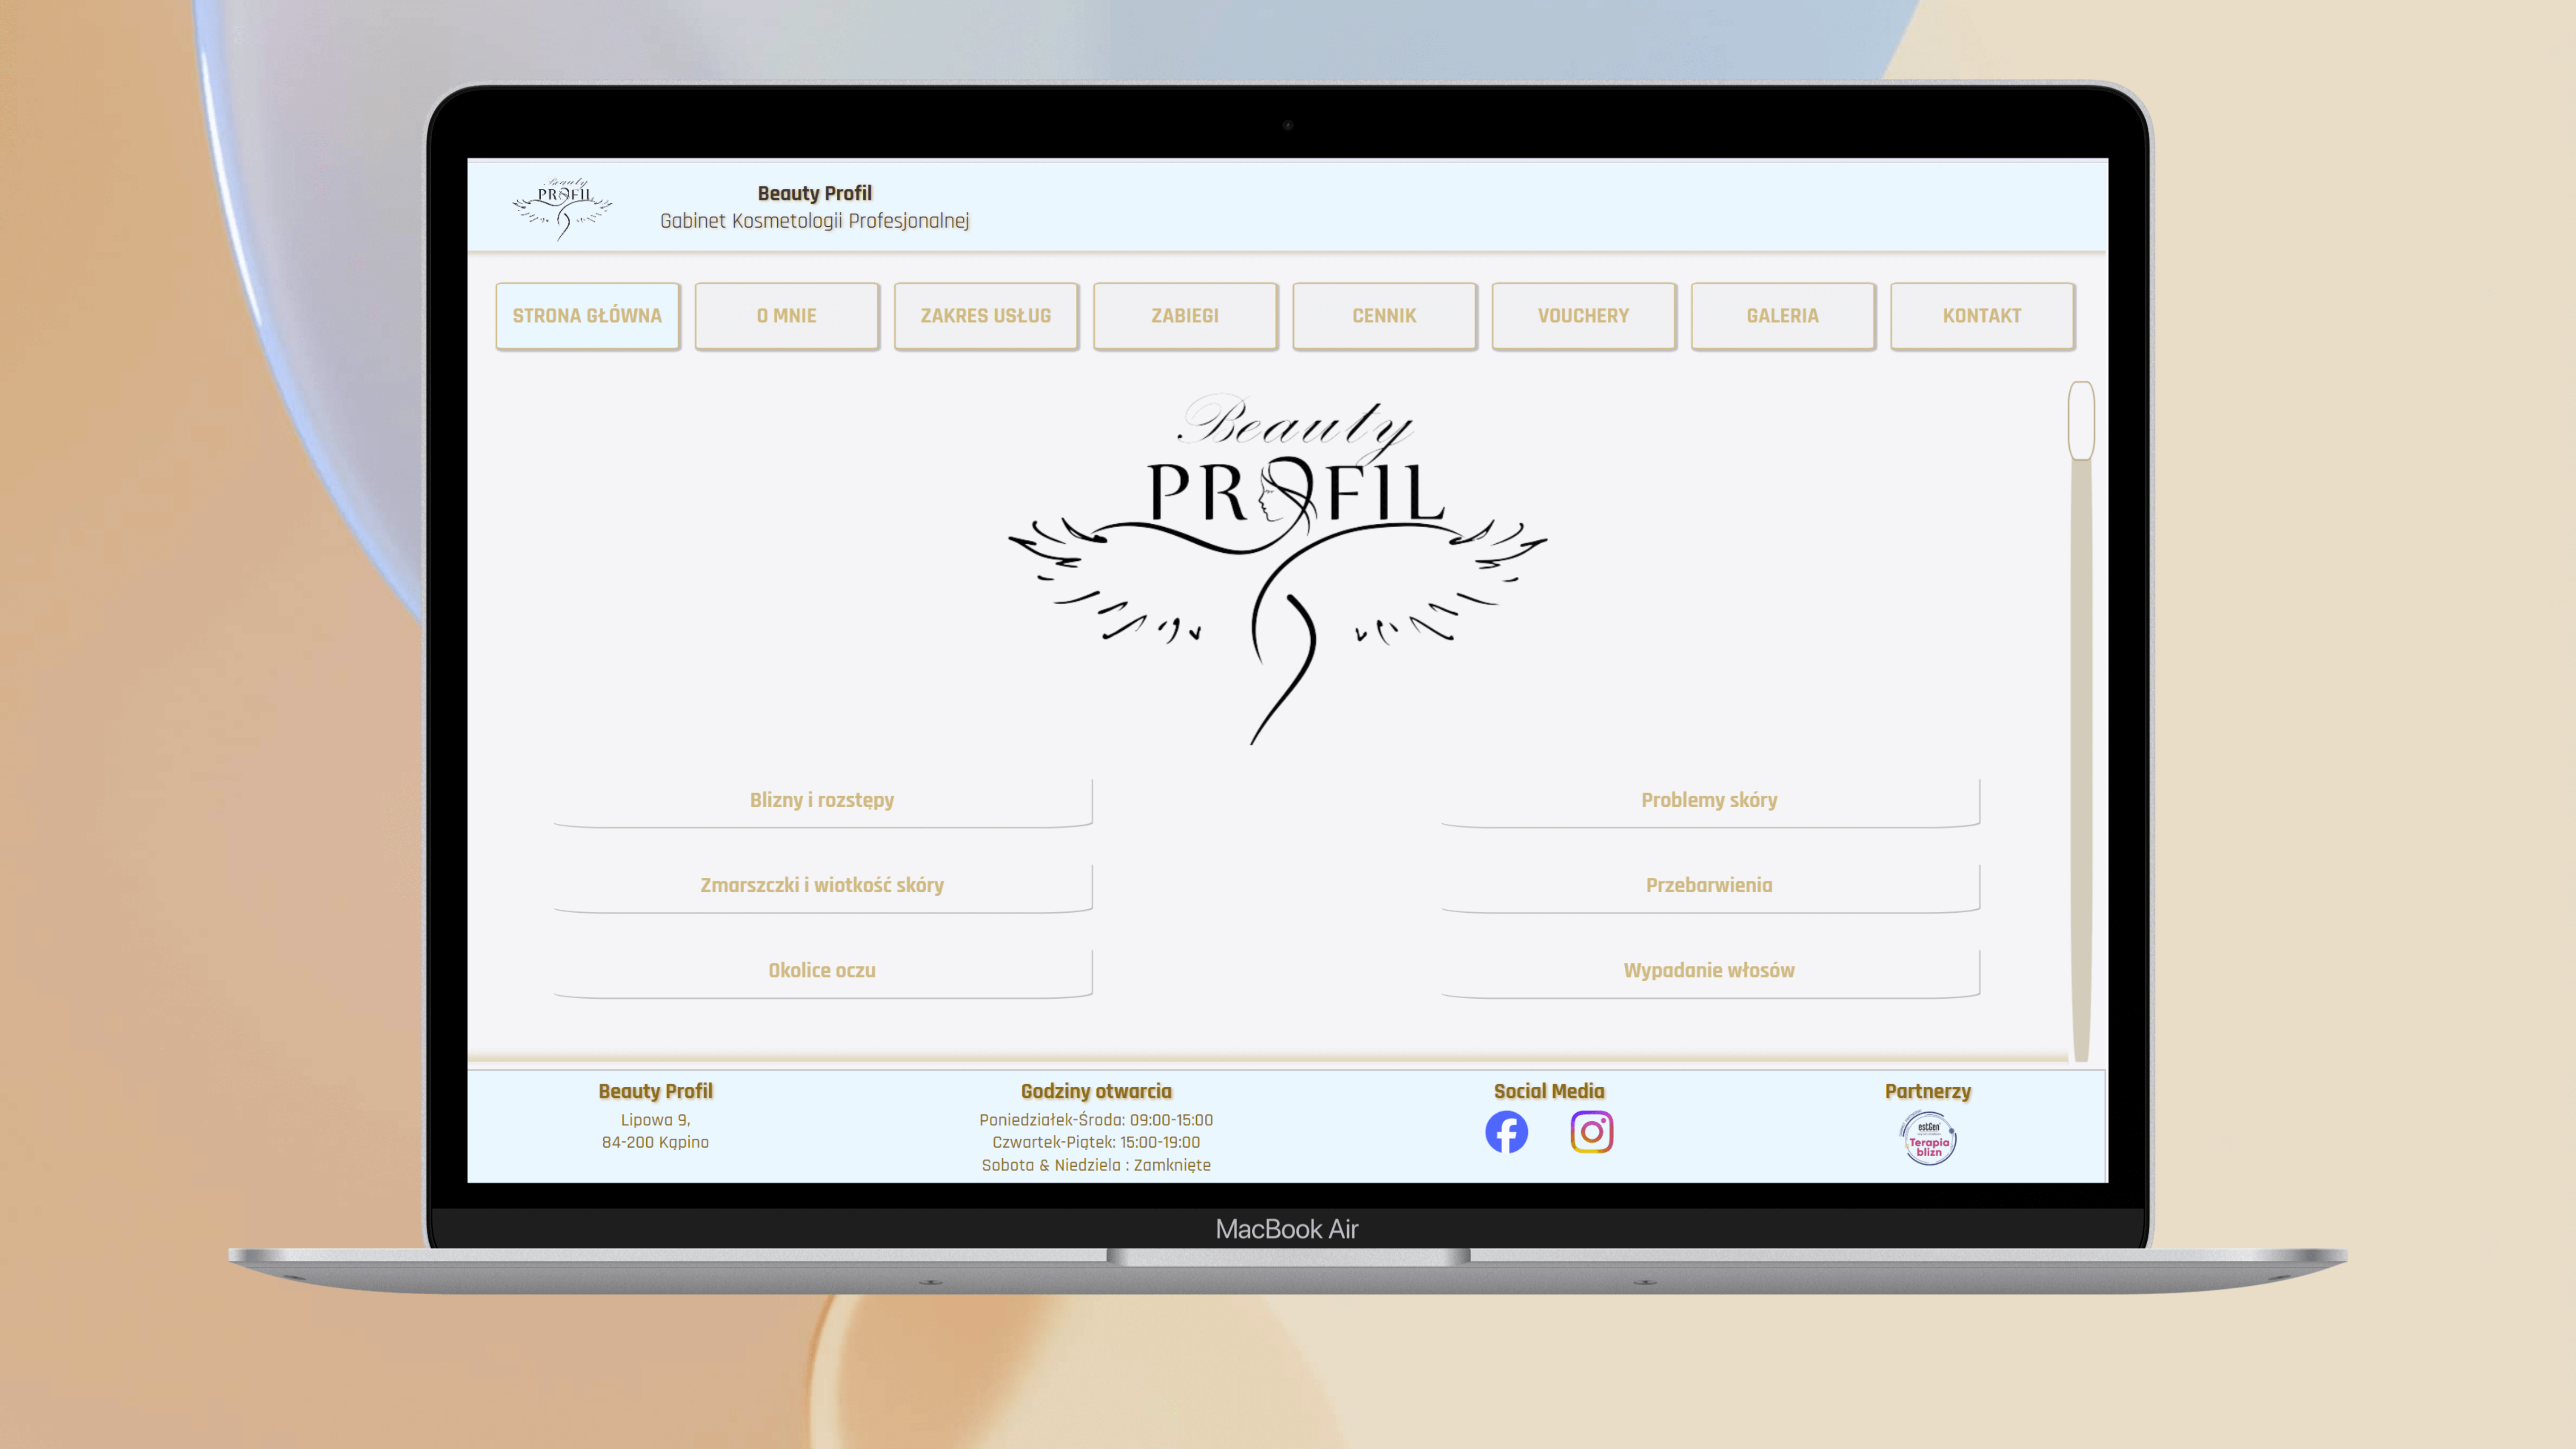 Beauty
PROFIL
Beauty Profil
Gabinet Kosmetologii Profesjonalnej
STRONA GŁÓWNA
O MNIE
ZAKRES USŁUG
ZABIEGI
CENNIK
VOUCHERY
GALERIA
KONTAKT
Beauty
PROFIL
Blizny i rozstępy
Problemy skóry
Zmarszczki i wiotkość skóry
Przebarwienia
Okolice oczu
Wypadanie włosów
Beauty Profil
Lipowa 9,
84-200 Kąpino
Godziny otwarcia
Poniedziałek-Środa: 09:00-15:00
Czwartek-Piątek: 15:00-19:00
Sobota & Niedziela : Zamknięte
Social Media
Partnerzy
estGen
Terapia
blizn
MacBook Air